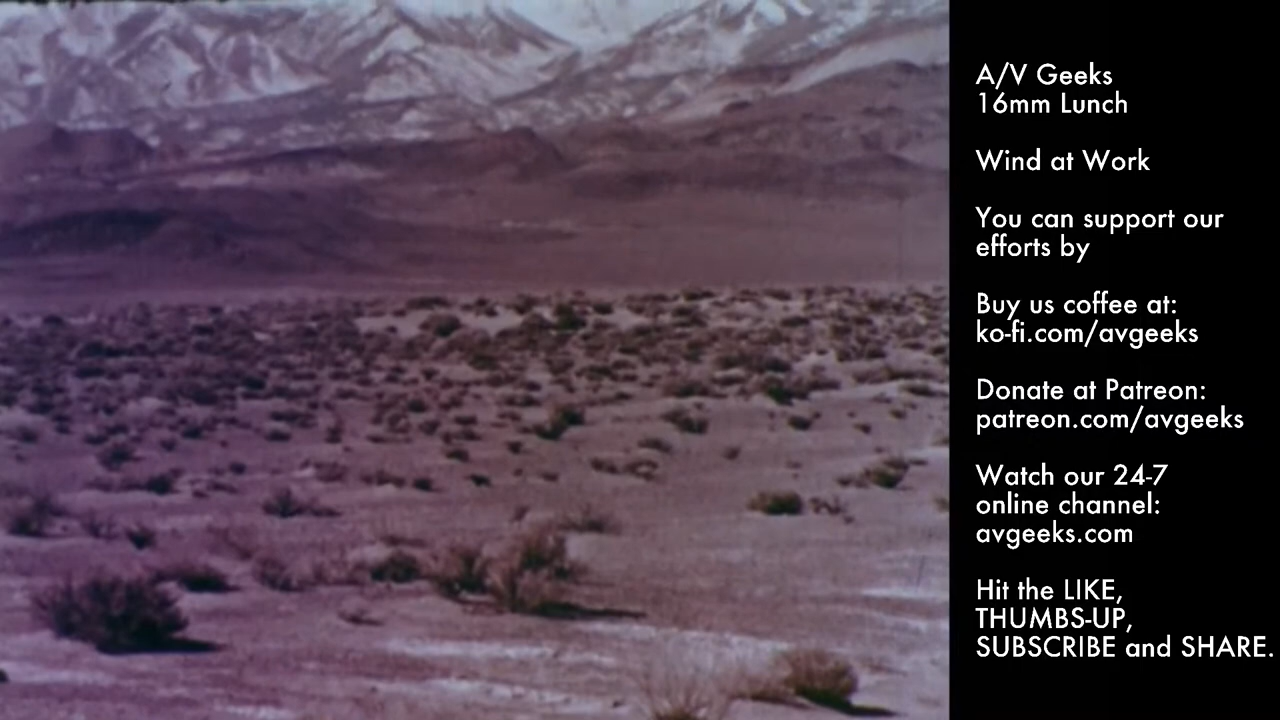 A/V Geeks
16mm Lunch
Wind at Work
You can support our
efforts by
Buy us coffee at:
ko-fi.com/avgeeks
Donate at Patreon:
patreon.com/avgeeks
Watch our 24-7
online channel:
avgeeks.com
Hit the LIKE,
THUMBS-UP,
SUBSCRIBE and SHARE.